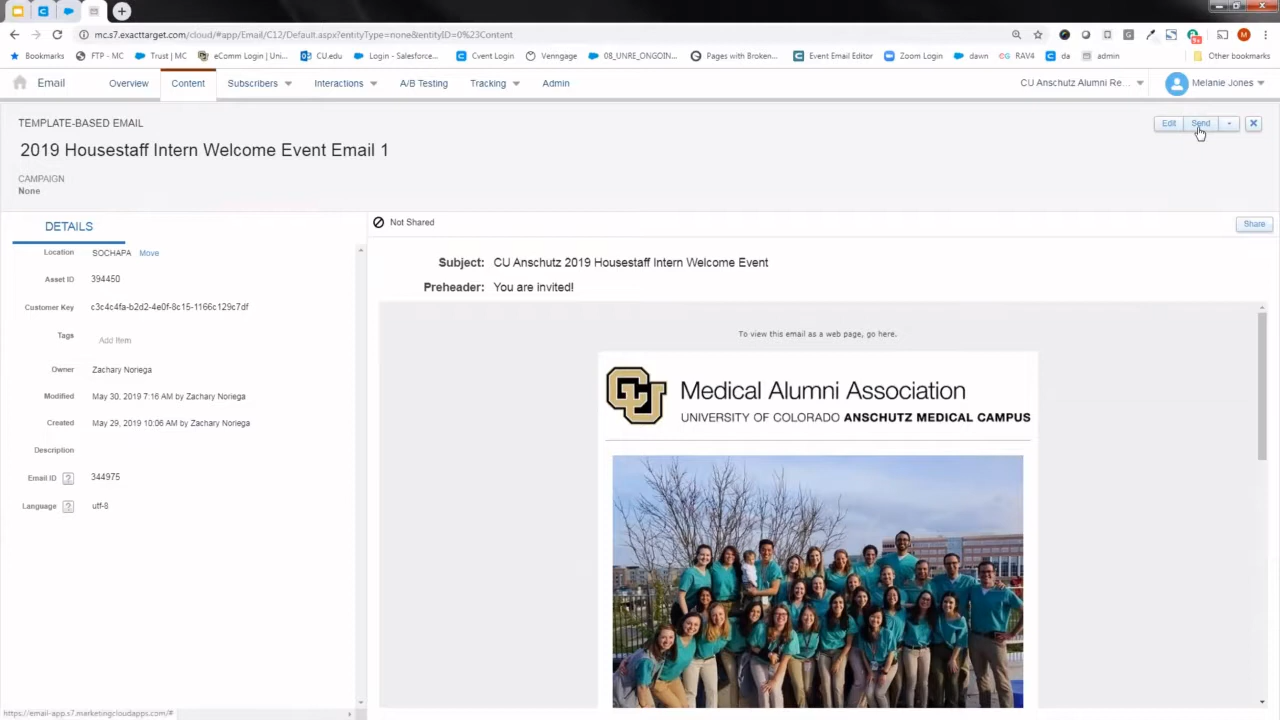 mc.s7.exacttarget.com/cloud/#app/Email/C12/Default.aspx?entityType=none&entityID=0%23Content
Bookmarks FTP - MC Trust | MC eComm Login | Uni... CU.edu Login - Salesforce... Cvent Login Venngage 08_UNRE_ONGOIN... Pages with Broken... Event Email Editor Zoom Login dawn RAV4 da admin Other bookmarks
Email Overview Content Subscribers Interactions A/B Testing Tracking Admin CU Anschutz Alumni Re... Melanie Jones
TEMPLATE-BASED EMAIL
Edit Send
2019 Housestaff Intern Welcome Event Email 1
CAMPAIGN
None
DETAILS
Location SOCHAPA Move
Asset ID 394450
Customer Key c3c4c4fa-b2d2-4e0f-8c15-1166c129c7df
Tags Add Item
Owner Zachary Noriega
Modified May 30, 2019 7:16 AM by Zachary Noriega
Created May 29, 2019 10:06 AM by Zachary Noriega
Description
Email ID ? 344975
Language ? utf-8
Not Shared
Share
Subject: CU Anschutz 2019 Housestaff Intern Welcome Event
Preheader: You are invited!
To view this email as a web page, go here.
CU
Medical Alumni Association
UNIVERSITY OF COLORADO ANSCHUTZ MEDICAL CAMPUS
https://email-app.s7.marketingcloudapps.com/#